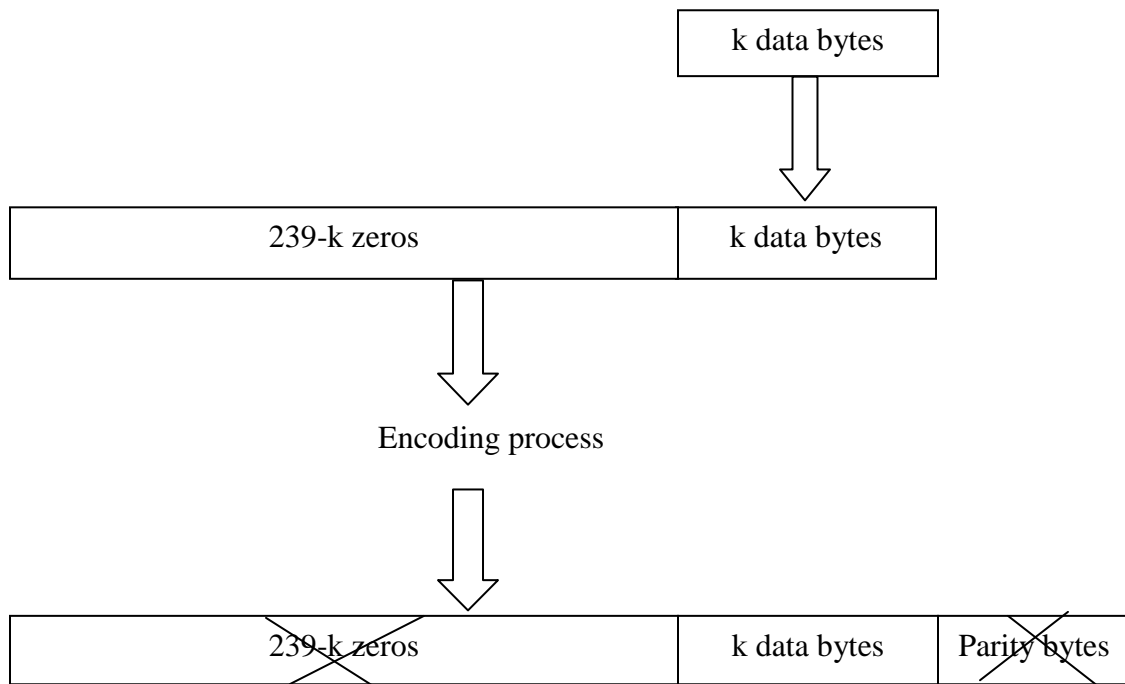 k data bytes
239-k zeros
k data bytes
Encoding process
239-k zeros
k data bytes
Parity bytes